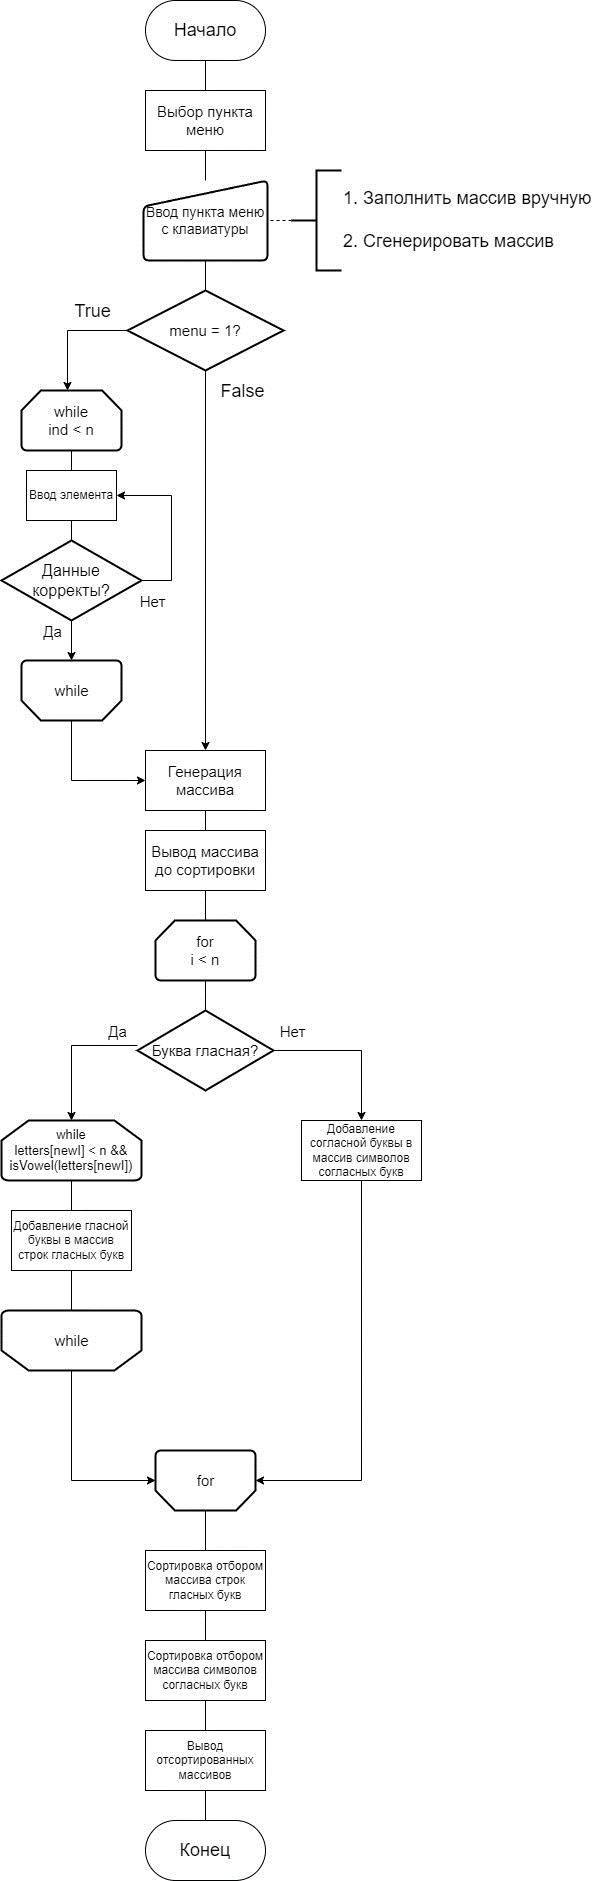 Начало
Выбор пункта
меню
Ввод пункта меню
с клавиатуры
1. Заполнить массив вручную
2. Сгенерировать массив
True
menu = 1?
False
while
ind < n
Ввод элемента
Данные
корректы?
Нет
Да
while
Генерация
массива
Вывод массива
до сортировки
for
i < n
Да
Буква гласная?
Нет
while
letters[newI] < n &&
isVowel(letters[newI])
Добавление
согласной буквы в
массив символов
согласных букв
Добавление гласной
буквы в массив
строк гласных букв
while
for
Сортировка отбором
массива строк
гласных букв
Сортировка отбором
массива символов
согласных букв
Вывод
отсортированных
массивов
Конец